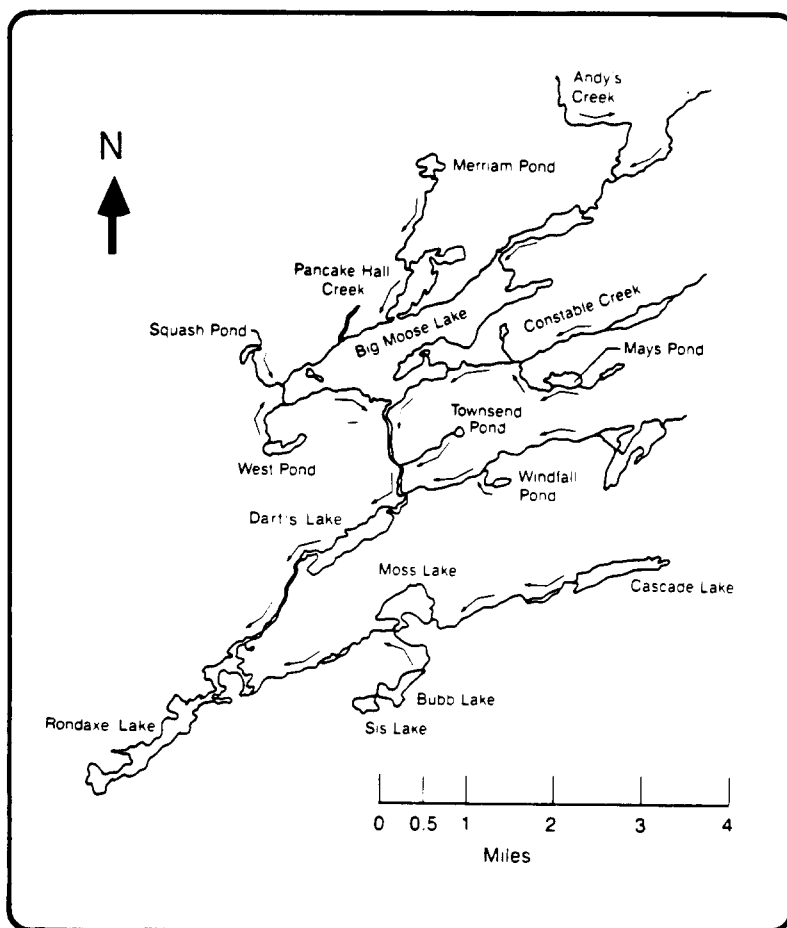 Andy's
Creek
N
Merriam Pond
Pancake Hall
Creek
Constable Creek
Squash Pond
Big Moose Lake
Mays Pond
Townsend
Pond
West Pond
Windfall
Pond
Dart's Lake
Moss Lake
Cascade Lake
Bubb Lake
Rondaxe Lake
Sis Lake
0 0.5 1 2 3 4
Miles